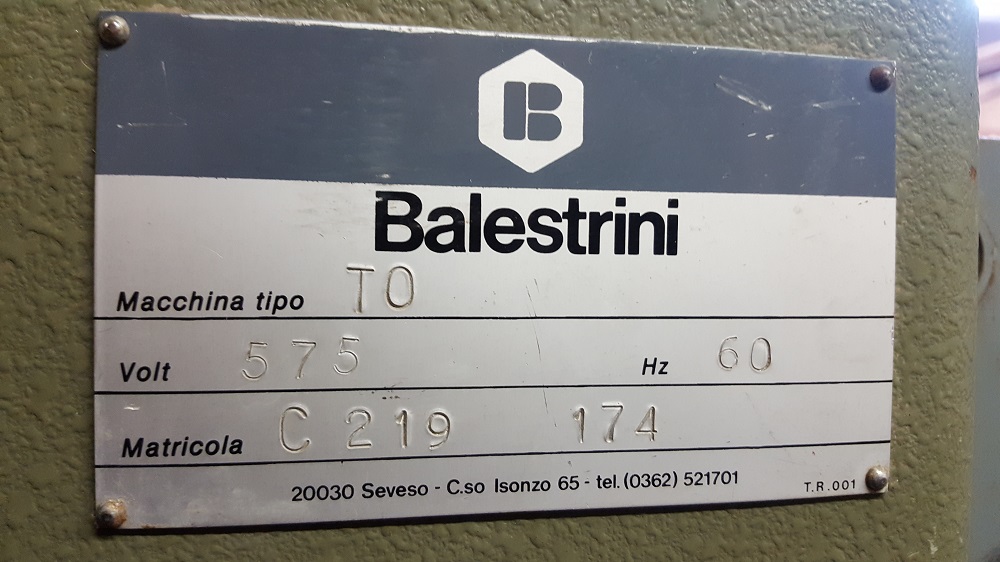 B
Balestrini
Macchina tipo TO
Volt 575 Hz 60
Matricola C 219 174
20030 Seveso - C.so Isonzo 65 - tel. (0362) 521701
T.R.001